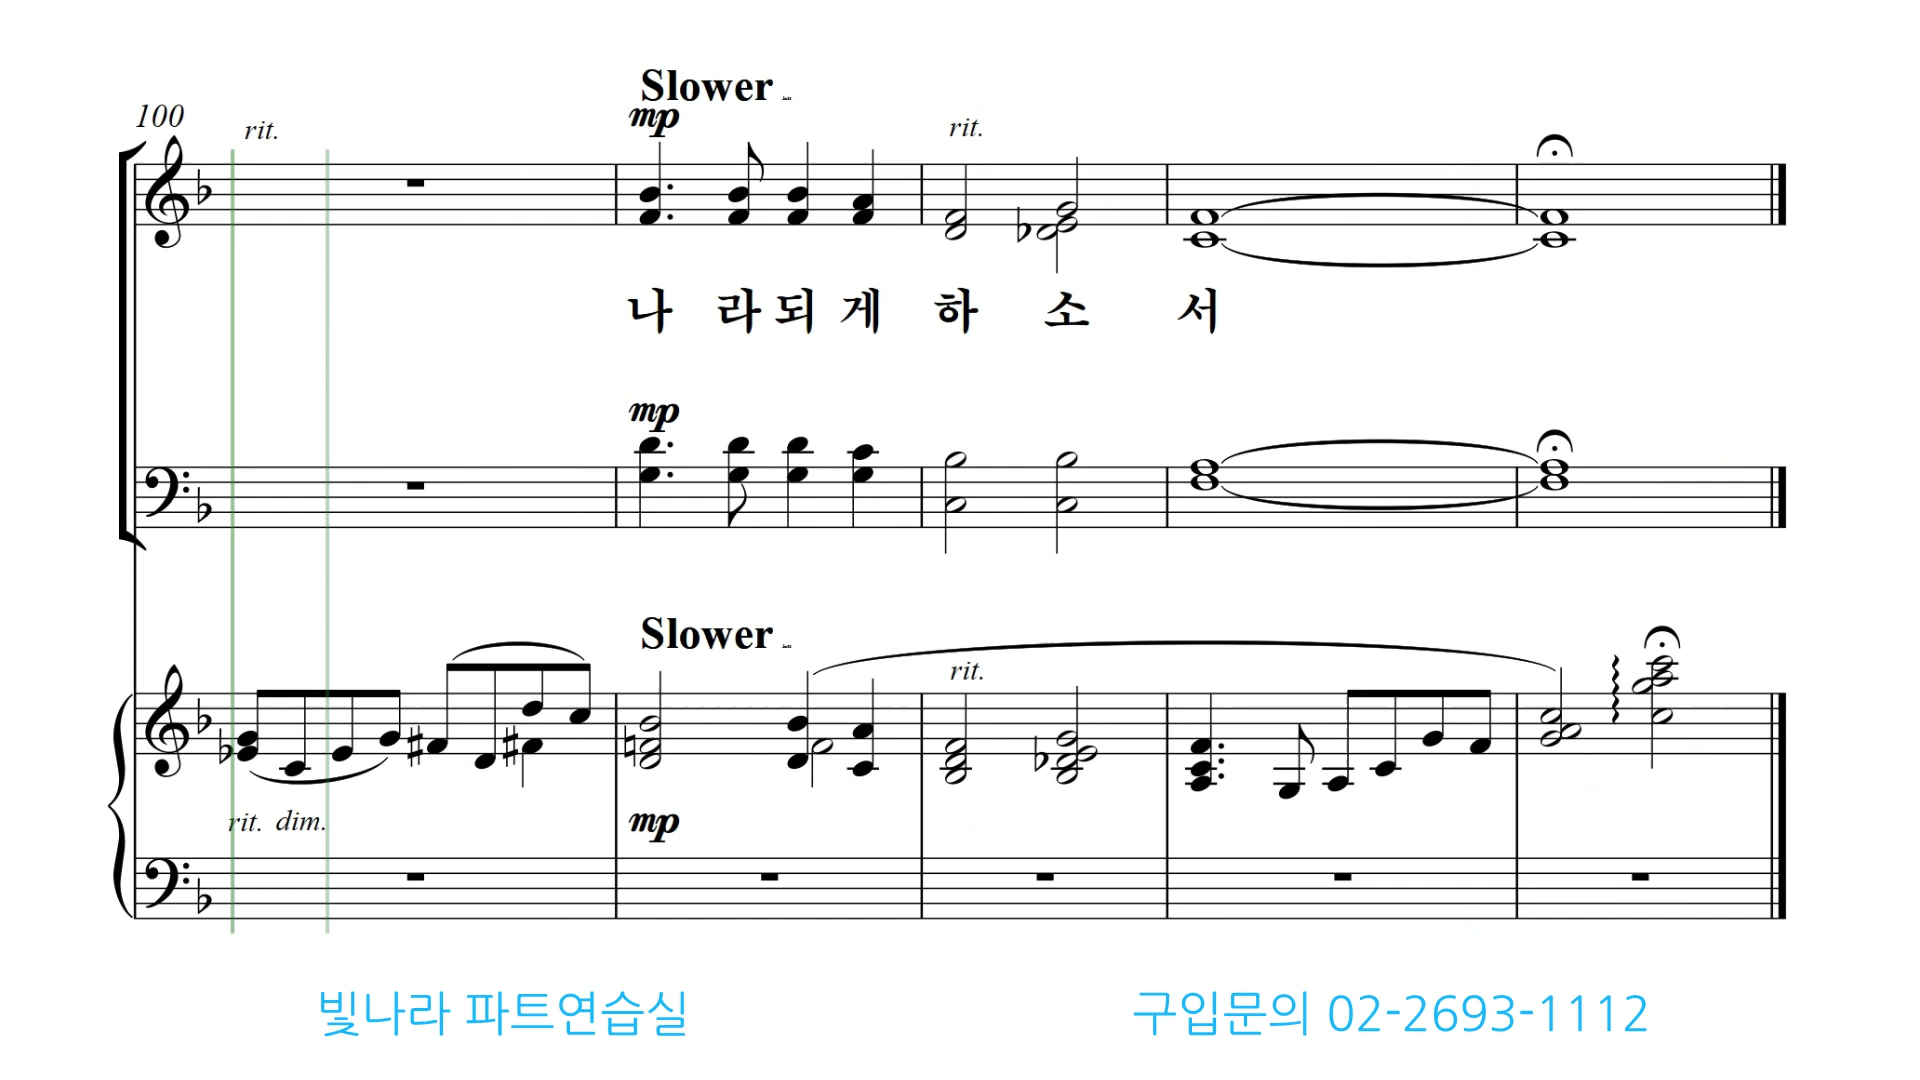 Slower
100
rit.
mp
rit.
나 라 되 게 하 소 서
mp
Slower
rit.
rit. dim.
mp
빛나라 파트연습실
구입문의 02-2693-1112